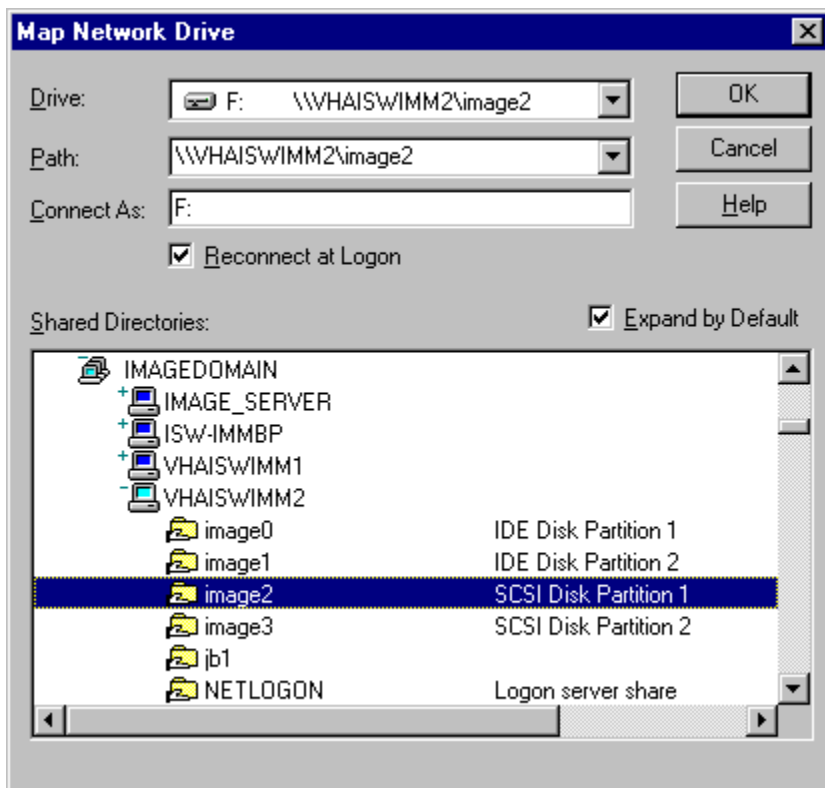 Map Network Drive
Drive: F: \\VHAISWIMM2\image2 OK
Path: \\VHAISWIMM2\image2 Cancel
Connect As: F: Help
Reconnect at Logon
Shared Directories: Expand by Default
IMAGEDOMAIN
IMAGE_SERVER
ISW-IMMBP
VHAISWIMM1
VHAISWIMM2
image0 IDE Disk Partition 1
image1 IDE Disk Partition 2
image2 SCSI Disk Partition 1
image3 SCSI Disk Partition 2
jb1
NETLOGON Logon server share